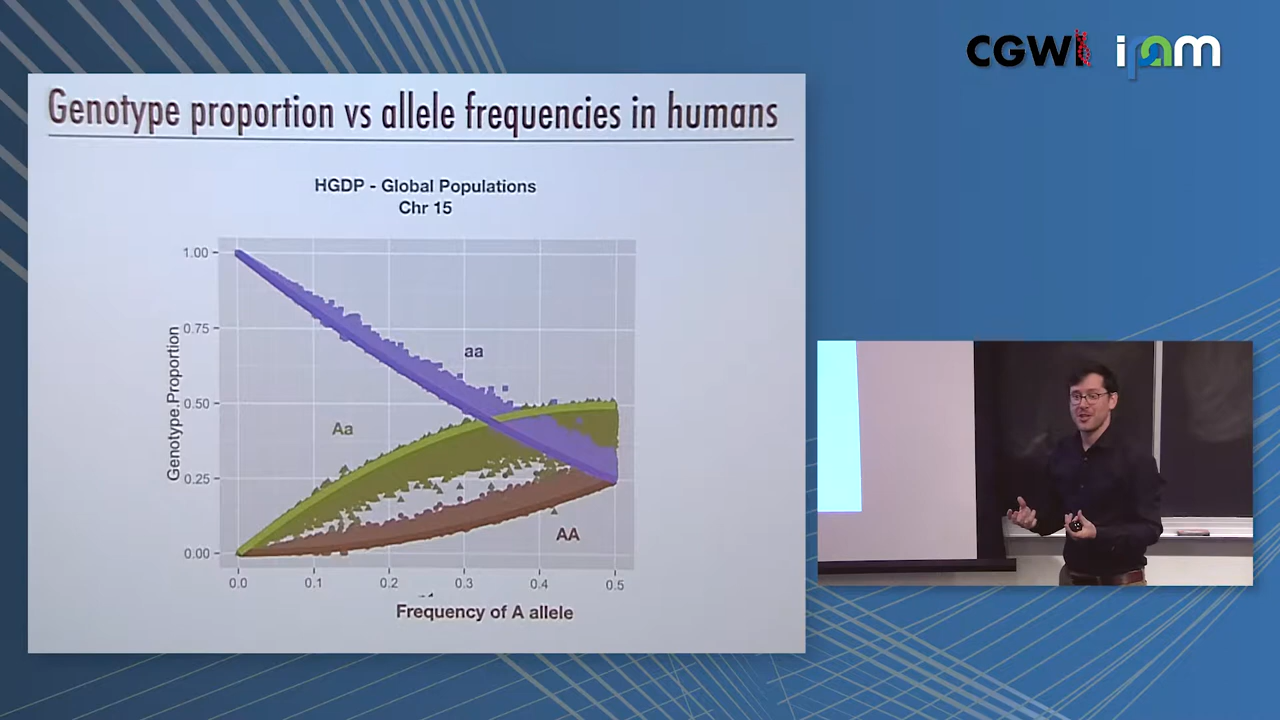 CGWI ipam
Genotype proportion vs allele frequencies in humans
HGDP - Global Populations
Chr 15
1.00
0.75
0.50
0.25
0.00
Genotype.Proportion
aa
Aa
AA
0.0 0.1 0.2 0.3 0.4 0.5
Frequency of A allele